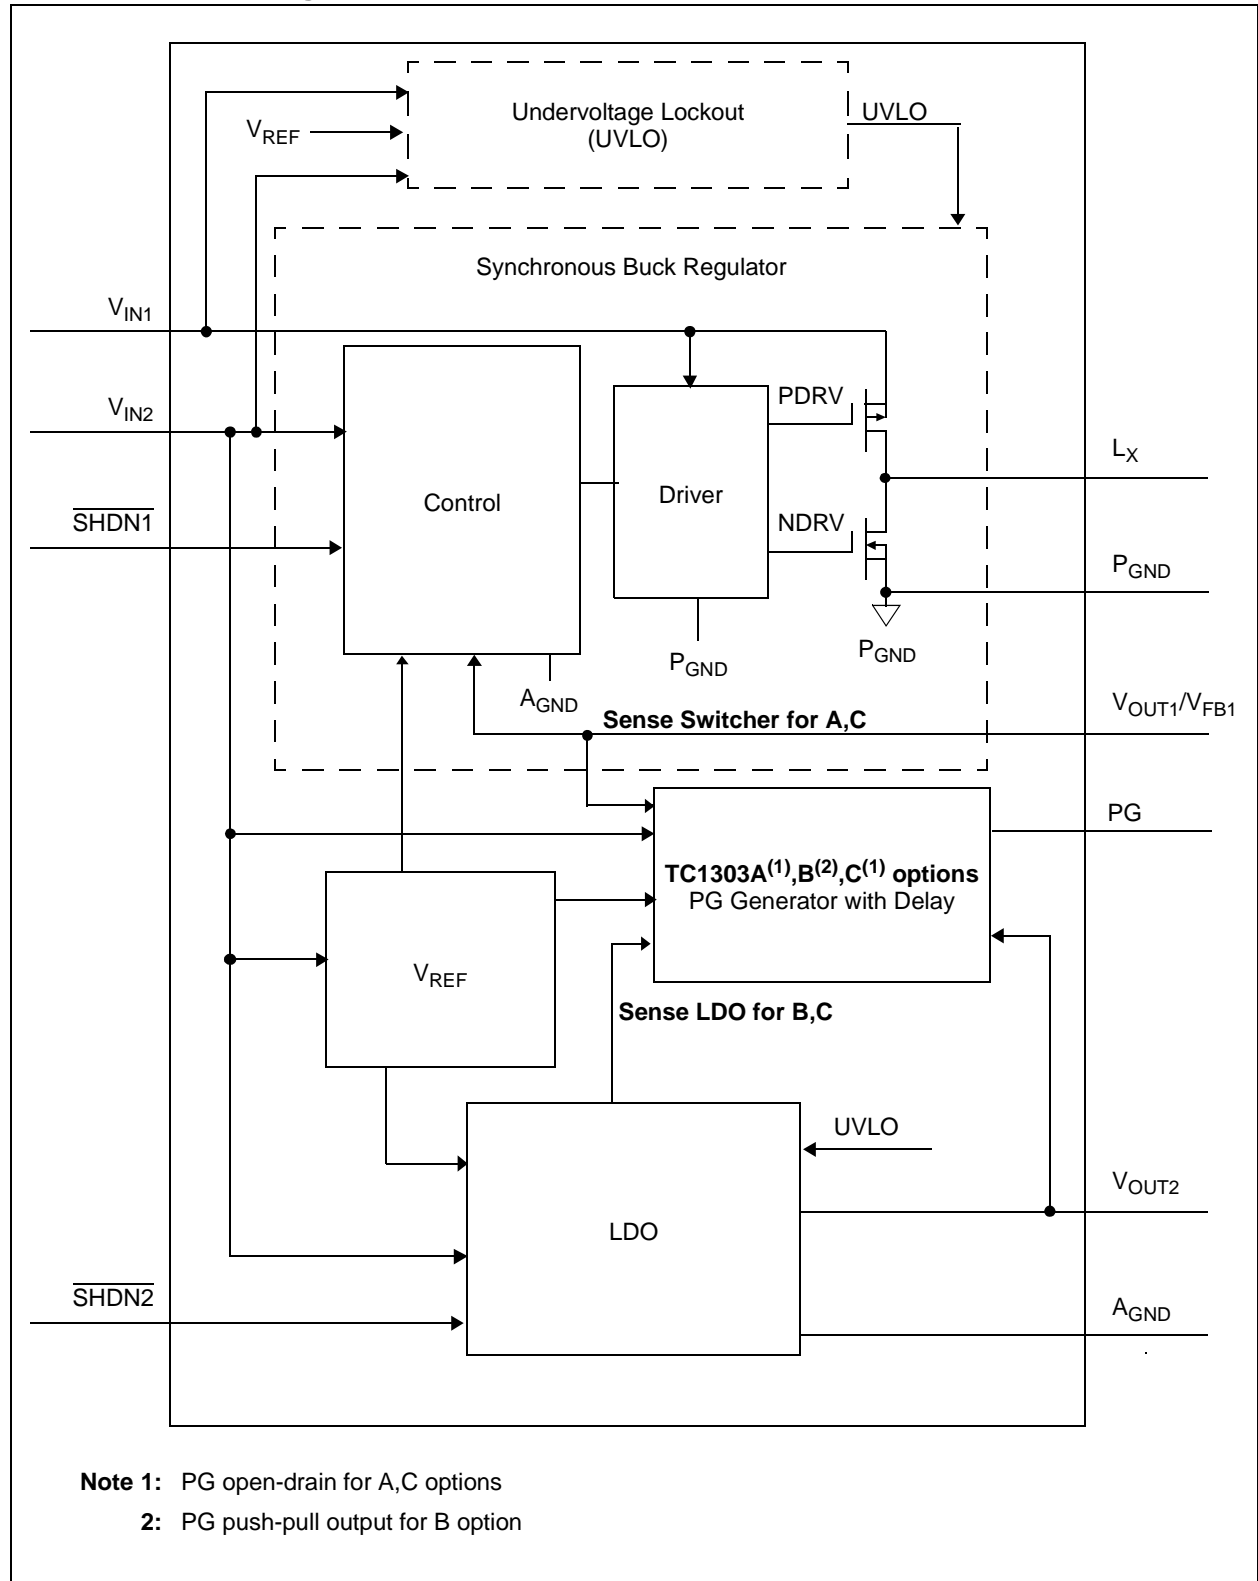 Undervoltage Lockout
(UVLO)
UVLO
VREF
Synchronous Buck Regulator
VIN1
PDRV
VIN2
LX
Control
Driver
SHDN1
NDRV
PGND
PGND
PGND
AGND
VOUT1/VFB1
Sense Switcher for A,C
PG
TC1303A(1),B(2),C(1) options
PG Generator with Delay
VREF
Sense LDO for B,C
UVLO
VOUT2
LDO
SHDN2
AGND
Note 1: PG open-drain for A,C options
2: PG push-pull output for B option